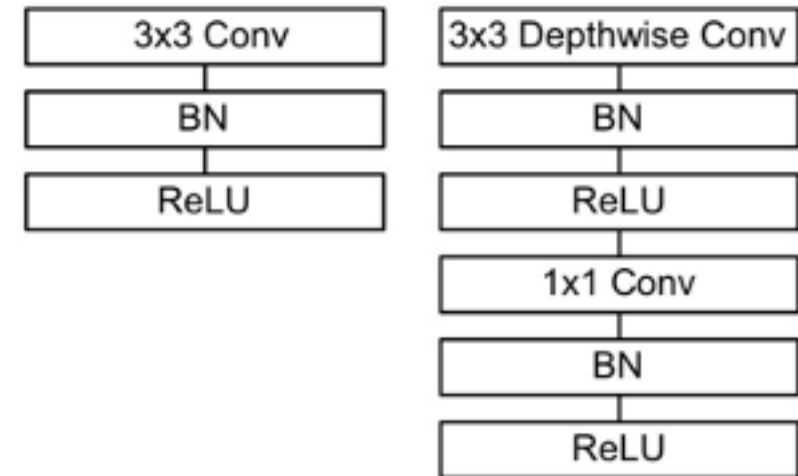 3x3 Conv
BN
ReLU
3x3 Depthwise Conv
BN
ReLU
1x1 Conv
BN
ReLU